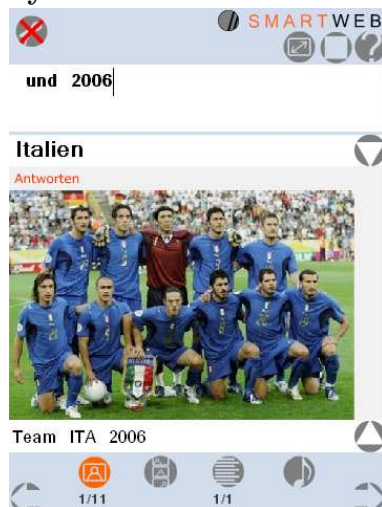 SMARTWEB
und 2006
Italien
Antworten
Team ITA 2006
1/11 1/1